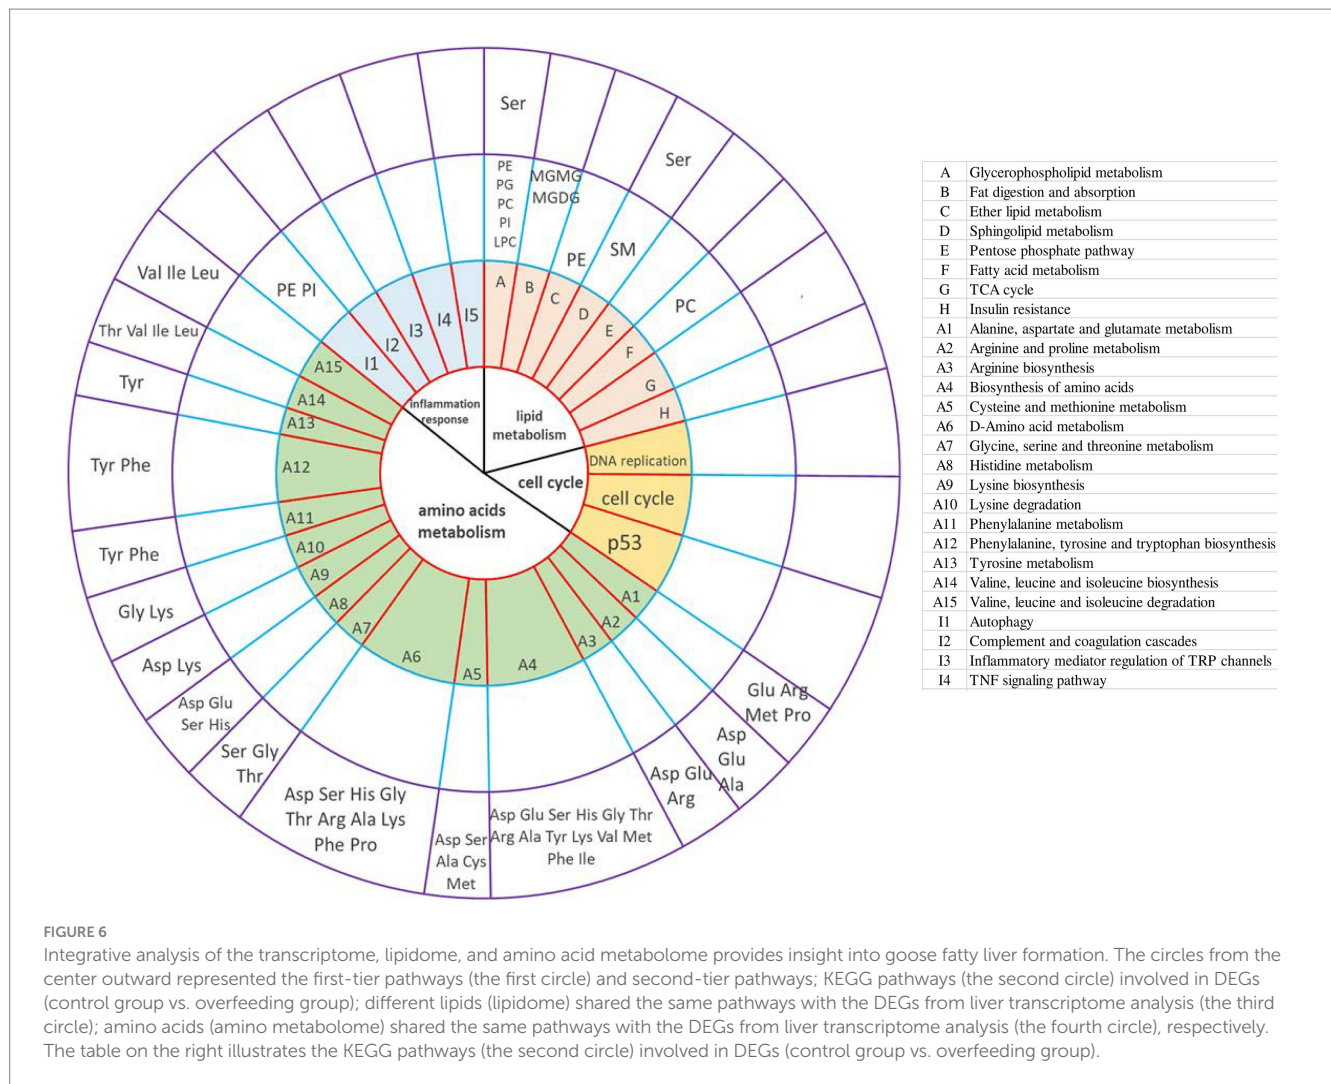 Ser
Ser
PE
PG
PC
PI
LPC
MGMG
MGDG
PE
SM
PC
PE PI
Val Ile Leu
Thr Val Ile Leu
Tyr
Tyr Phe
Tyr Phe
Gly Lys
Asp Lys
Asp Glu
Ser His
Ser Gly
Thr
Asp Ser His Gly
Thr Arg Ala Lys
Phe Pro
Asp Ser
Ala Cys
Met
Asp Glu Ser His Gly Thr
Arg Ala Tyr Lys Val Met
Phe Ile
Asp Glu
Arg
Asp
Glu
Ala
Glu Arg
Met Pro
A
B
C
D
E
F
G
H
DNA replication
cell cycle
p53
A1
A2
A3
A4
A5
A6
A7
A8
A9
A10
A11
A12
A13
A14
A15
I1
I2
I3
I4
I5
inflammation
response
lipid
metabolism
cell cycle
amino acids
metabolism
A Glycerophospholipid metabolism
B Fat digestion and absorption
C Ether lipid metabolism
D Sphingolipid metabolism
E Pentose phosphate pathway
F Fatty acid metabolism
G TCA cycle
H Insulin resistance
A1 Alanine, aspartate and glutamate metabolism
A2 Arginine and proline metabolism
A3 Arginine biosynthesis
A4 Biosynthesis of amino acids
A5 Cysteine and methionine metabolism
A6 D-Amino acid metabolism
A7 Glycine, serine and threonine metabolism
A8 Histidine metabolism
A9 Lysine biosynthesis
A10 Lysine degradation
A11 Phenylalanine metabolism
A12 Phenylalanine, tyrosine and tryptophan biosynthesis
A13 Tyrosine metabolism
A14 Valine, leucine and isoleucine biosynthesis
A15 Valine, leucine and isoleucine degradation
I1 Autophagy
I2 Complement and coagulation cascades
I3 Inflammatory mediator regulation of TRP channels
I4 TNF signaling pathway
FIGURE 6
Integrative analysis of the transcriptome, lipidome, and amino acid metabolome provides insight into goose fatty liver formation. The circles from the
center outward represented the first-tier pathways (the first circle) and second-tier pathways; KEGG pathways (the second circle) involved in DEGs
(control group vs. overfeeding group); different lipids (lipidome) shared the same pathways with the DEGs from liver transcriptome analysis (the third
circle); amino acids (amino metabolome) shared the same pathways with the DEGs from liver transcriptome analysis (the fourth circle), respectively.
The table on the right illustrates the KEGG pathways (the second circle) involved in DEGs (control group vs. overfeeding group).